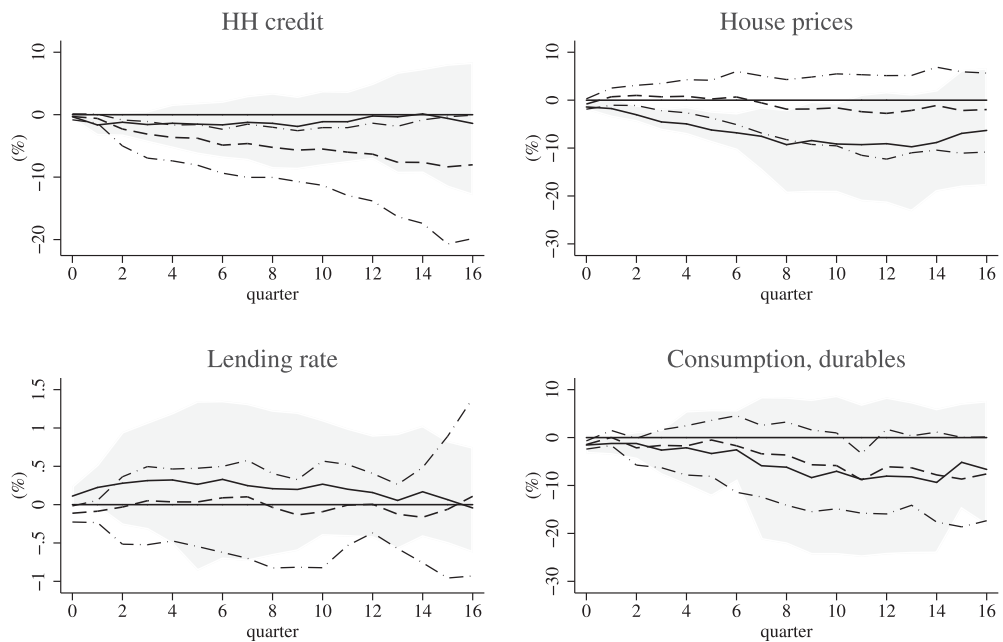 HH credit
10
0
−10
−20
(%)
0 2 4 6 8 10 12 14 16
quarter
House prices
10
0
−10
−20
−30
(%)
0 2 4 6 8 10 12 14 16
quarter
Lending rate
1.5
1
.5
0
−.5
−1
(%)
0 2 4 6 8 10 12 14 16
quarter
Consumption, durables
10
0
−10
−20
−30
(%)
0 2 4 6 8 10 12 14 16
quarter